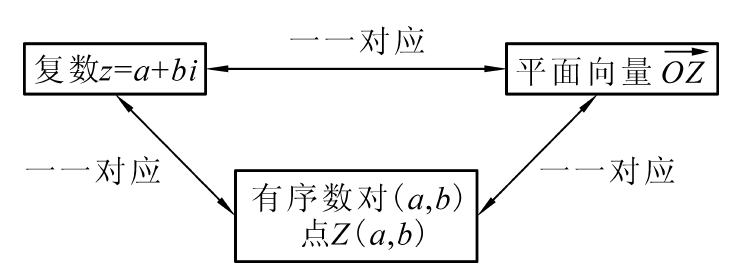 一一对应
复数z=a+bi
平面向量 $\overrightarrow{OZ}$
一一对应
一一对应
有序数对(a,b)
点Z(a,b)